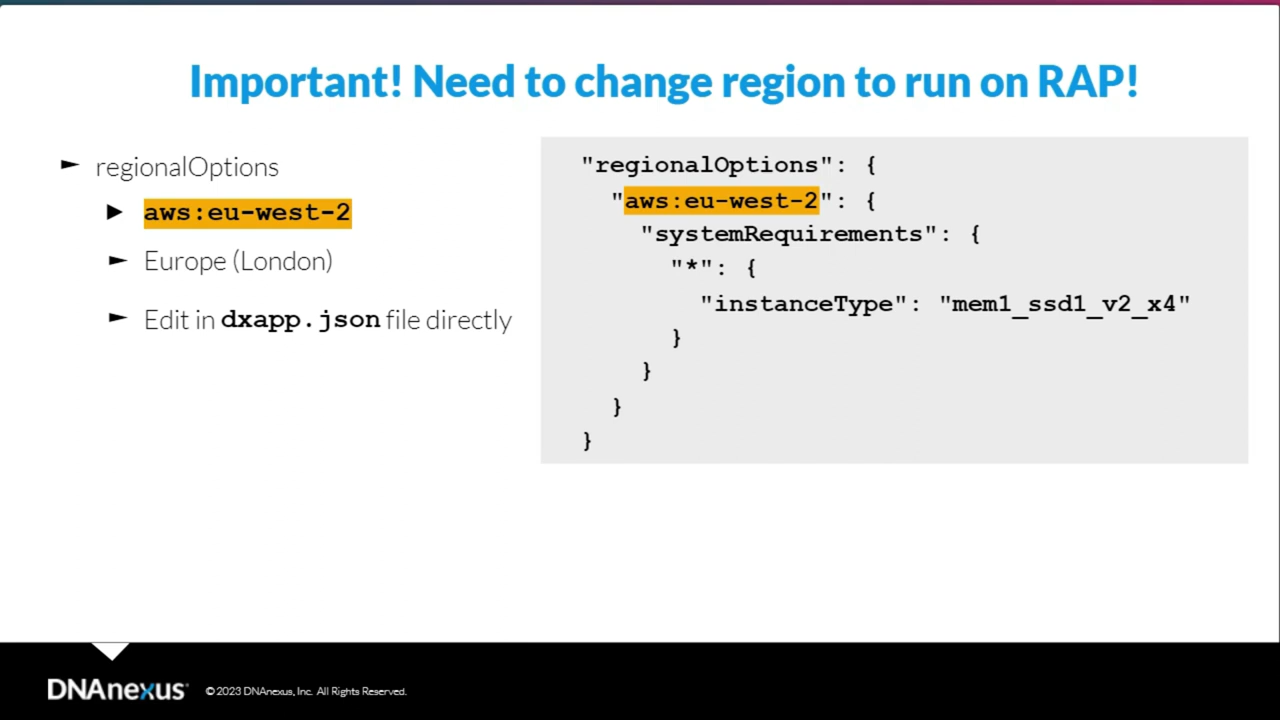 Important! Need to change region to run on RAP!
► regionalOptions
► aws:eu-west-2
► Europe (London)
► Edit in dxapp.json file directly
"regionalOptions": {
"aws:eu-west-2": {
"systemRequirements": {
"*": {
"instanceType": "mem1_ssd1_v2_x4"
}
}
}
}
DNAnexus
© 2023 DNAnexus, Inc. All Rights Reserved.